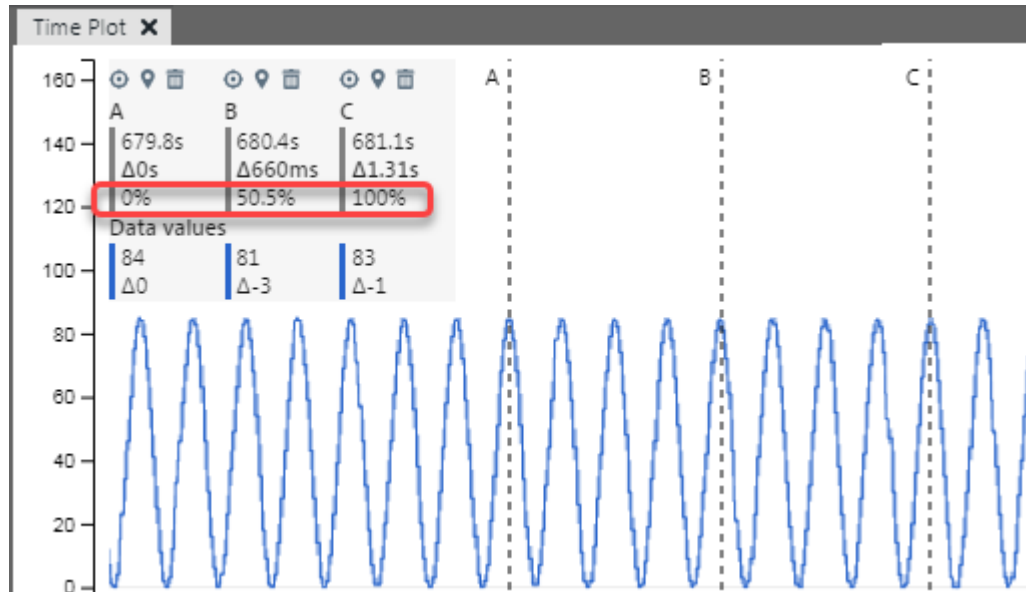 Time Plot
160
140
120
100
80
60
40
20
0
A B C
679.8s 680.4s 681.1s
Δ0s Δ660ms Δ1.31s
0% 50.5% 100%
Data values
84 81 83
Δ0 Δ-3 Δ-1
A B C